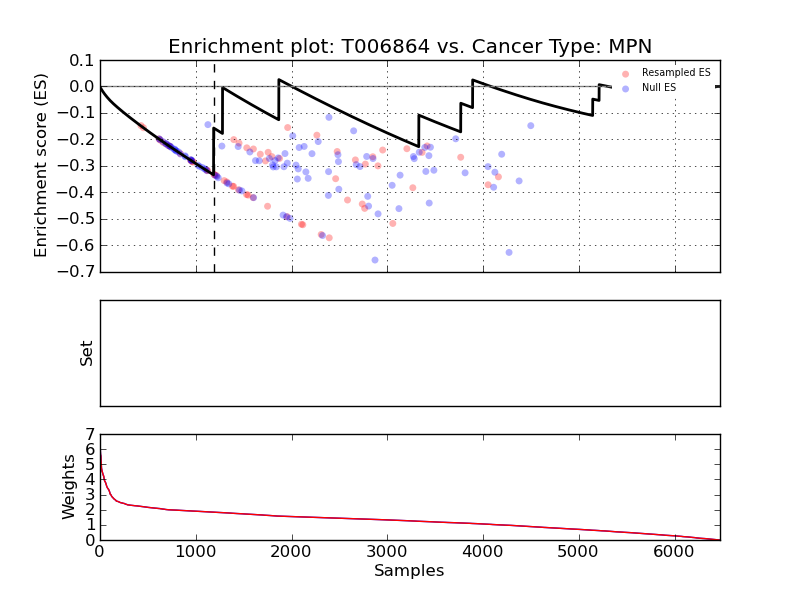 Enrichment plot: T006864 vs. Cancer Type: MPN
0.1
0.0
−0.1
−0.2
−0.3
−0.4
−0.5
−0.6
−0.7
Enrichment score (ES)
Resampled ES
Null ES
Set
7
6
5
4
3
2
1
0
Weights
0 1000 2000 3000 4000 5000 6000
Samples